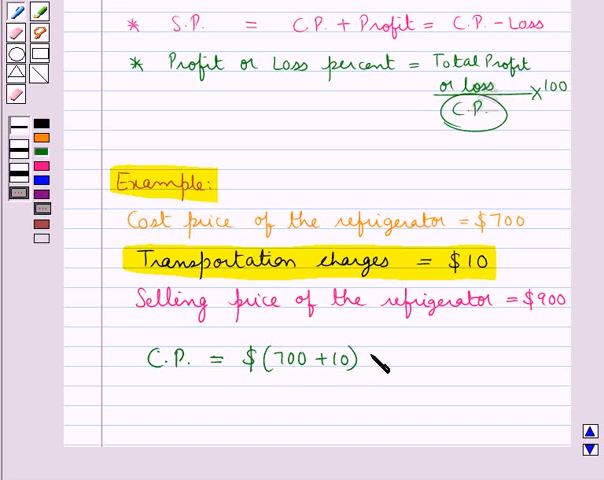 * S.P. = C.P. + Profit = C.P. - Loss
* Profit or Loss percent = Total Profit
or loss × 100
C.P.
Example:
Cost price of the refrigerator = $700
Transportation charges = $10
Selling price of the refrigerator = $900
C.P. = $(700 + 10)